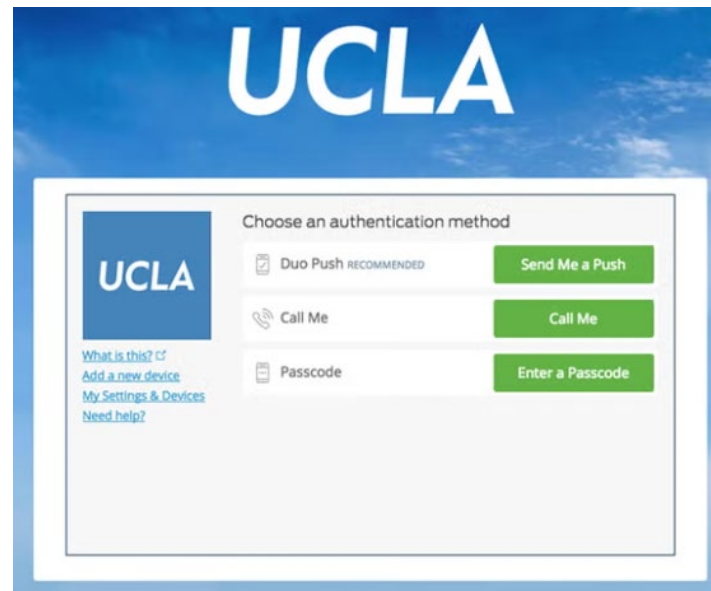 UCLA
UCLA
Choose an authentication method
Duo Push RECOMMENDED
Send Me a Push
Call Me
Call Me
Passcode
Enter a Passcode
What is this?
Add a new device
My Settings & Devices
Need help?